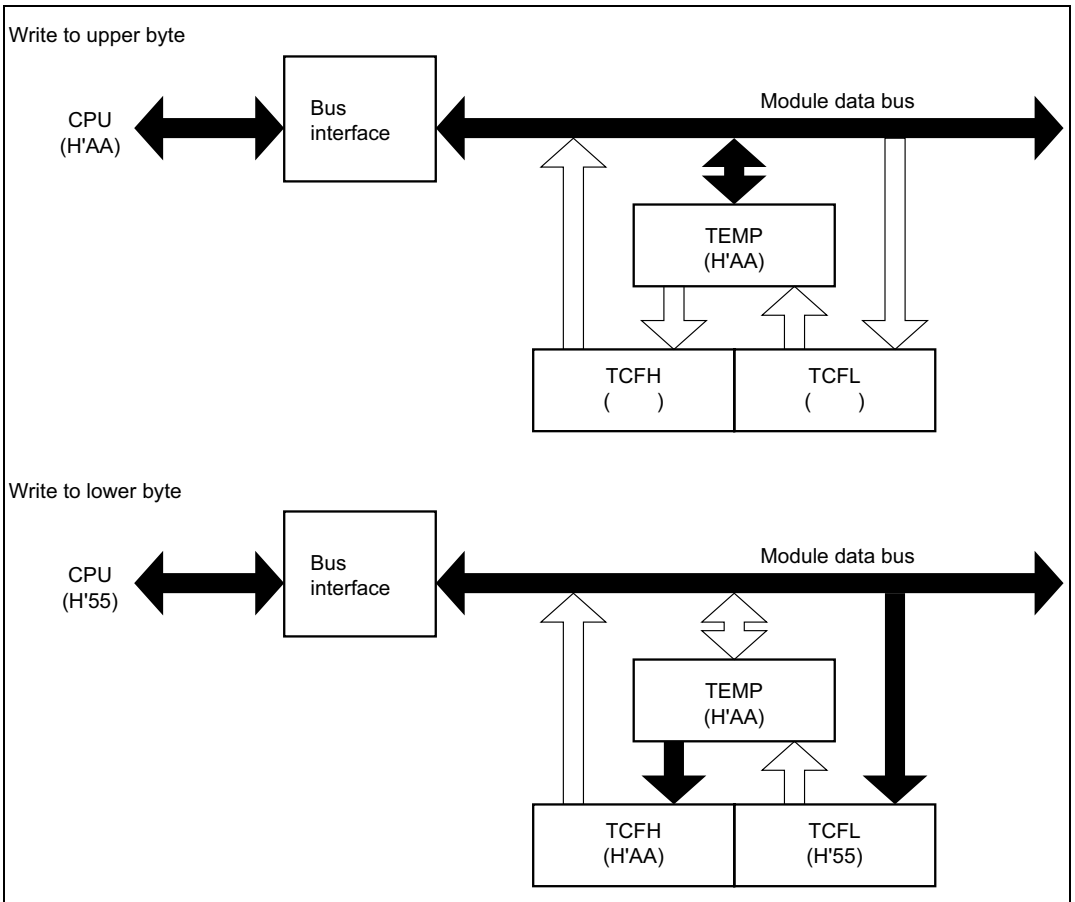 Write to upper byte
CPU
(H'AA)
Bus
interface
Module data bus
TEMP
(H'AA)
TCFH
(      )
TCFL
(      )
Write to lower byte
CPU
(H'55)
Bus
interface
Module data bus
TEMP
(H'AA)
TCFH
(H'AA)
TCFL
(H'55)